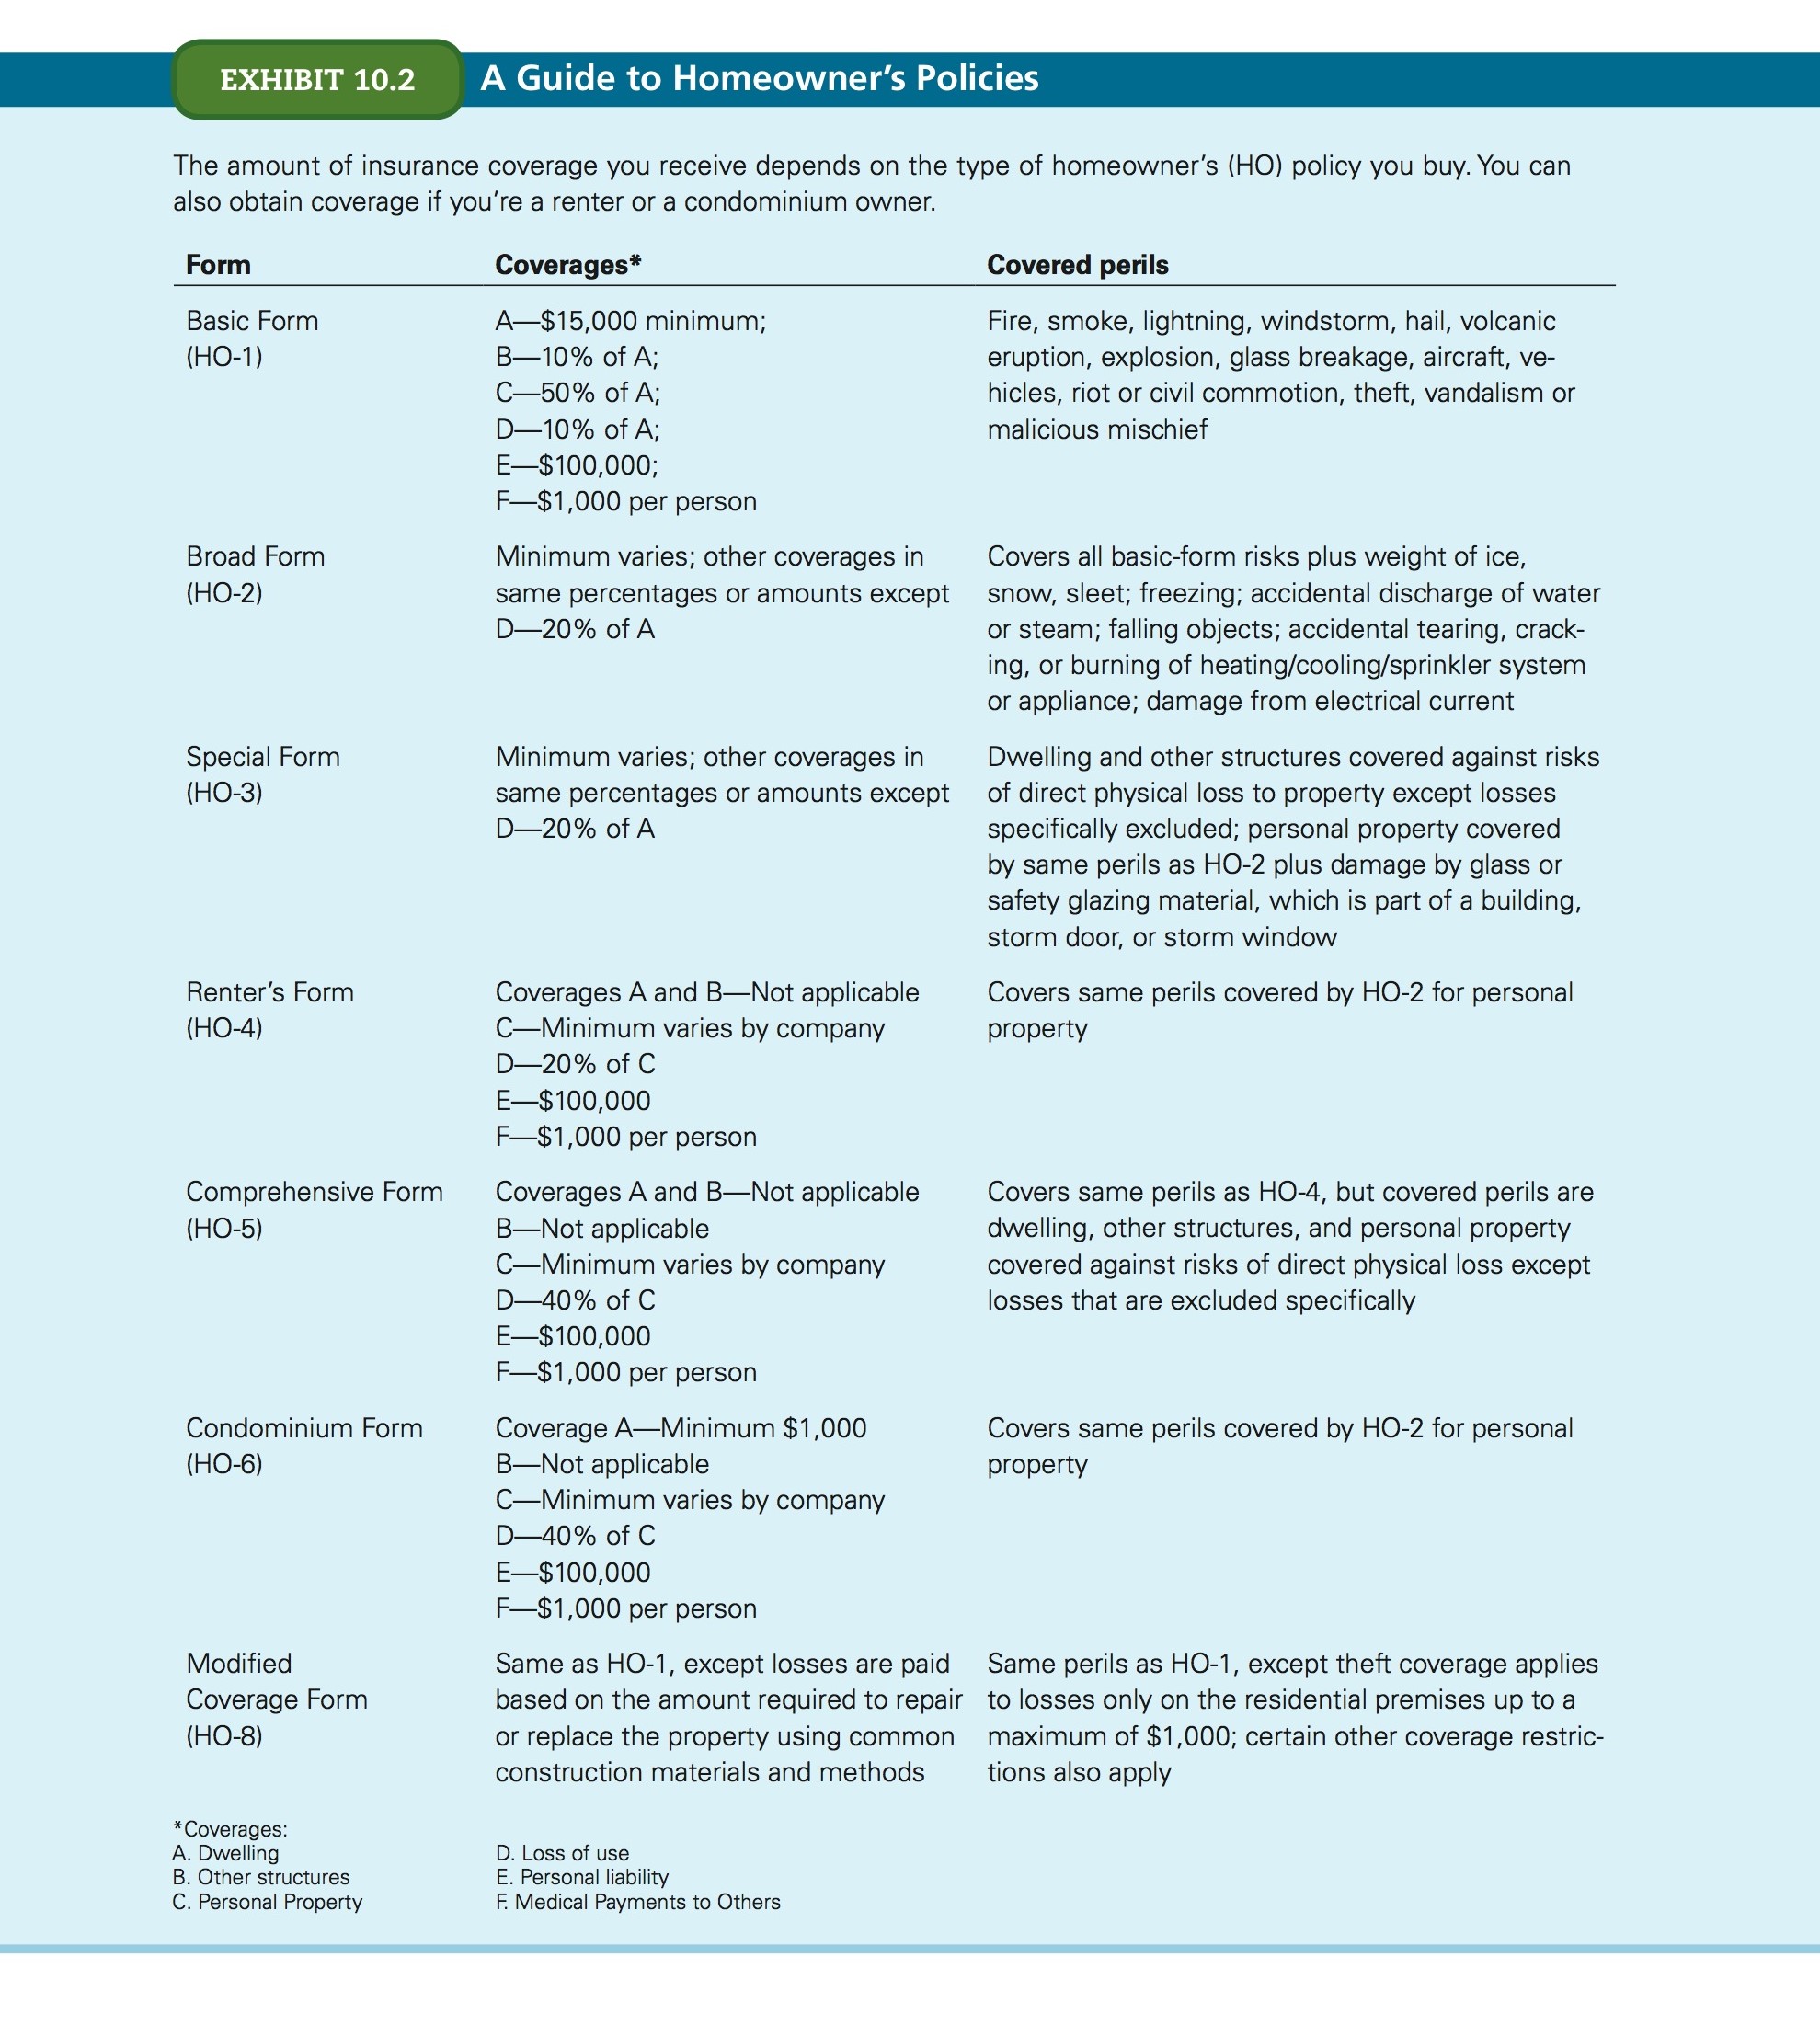 EXHIBIT 10.2
A Guide to Homeowner's Policies
The amount of insurance coverage you receive depends on the type of homeowner's (HO) policy you buy. You can
also obtain coverage if you're a renter or a condominium owner.
Form
Coverages*
Covered perils
Basic Form
(HO-1)
A—$15,000 minimum;
B—10% of A;
C—50% of A;
D—10% of A;
E—$100,000;
F—$1,000 per person
Fire, smoke, lightning, windstorm, hail, volcanic
eruption, explosion, glass breakage, aircraft, ve-
hicles, riot or civil commotion, theft, vandalism or
malicious mischief
Broad Form
(HO-2)
Minimum varies; other coverages in
same percentages or amounts except
D—20% of A
Covers all basic-form risks plus weight of ice,
snow, sleet; freezing; accidental discharge of water
or steam; falling objects; accidental tearing, crack-
ing, or burning of heating/cooling/sprinkler system
or appliance; damage from electrical current
Special Form
(HO-3)
Minimum varies; other coverages in
same percentages or amounts except
D—20% of A
Dwelling and other structures covered against risks
of direct physical loss to property except losses
specifically excluded; personal property covered
by same perils as HO-2 plus damage by glass or
safety glazing material, which is part of a building,
storm door, or storm window
Renter's Form
(HO-4)
Coverages A and B—Not applicable
C—Minimum varies by company
D—20% of C
E—$100,000
F—$1,000 per person
Covers same perils covered by HO-2 for personal
property
Comprehensive Form
(HO-5)
Coverages A and B—Not applicable
B—Not applicable
C—Minimum varies by company
D—40% of C
E—$100,000
F—$1,000 per person
Covers same perils as HO-4, but covered perils are
dwelling, other structures, and personal property
covered against risks of direct physical loss except
losses that are excluded specifically
Condominium Form
(HO-6)
Coverage A—Minimum $1,000
B—Not applicable
C—Minimum varies by company
D—40% of C
E—$100,000
F—$1,000 per person
Covers same perils covered by HO-2 for personal
property
Modified
Coverage Form
(HO-8)
Same as HO-1, except losses are paid
based on the amount required to repair
or replace the property using common
construction materials and methods
Same perils as HO-1, except theft coverage applies
to losses only on the residential premises up to a
maximum of $1,000; certain other coverage restric-
tions also apply
*Coverages:
A. Dwelling
B. Other structures
C. Personal Property
D. Loss of use
E. Personal liability
F. Medical Payments to Others